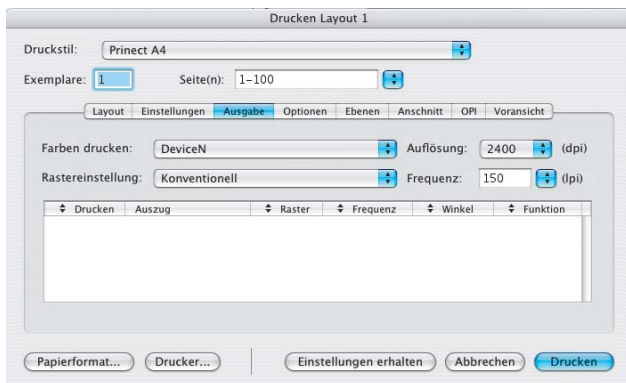 Drucken Layout 1
Druckstil: Prinect A4
Exemplare: 1 Seite(n): 1–100
Layout Einstellungen Ausgabe Optionen Ebenen Anschnitt OPI Voransicht
Farben drucken: DeviceN Auflösung: 2400 (dpi)
Rastereinstellung: Konventionell Frequenz: 150 (lpi)
Drucken Auszug Raster Frequenz Winkel Funktion
Papierformat... Drucker... Einstellungen erhalten Abbrechen Drucken